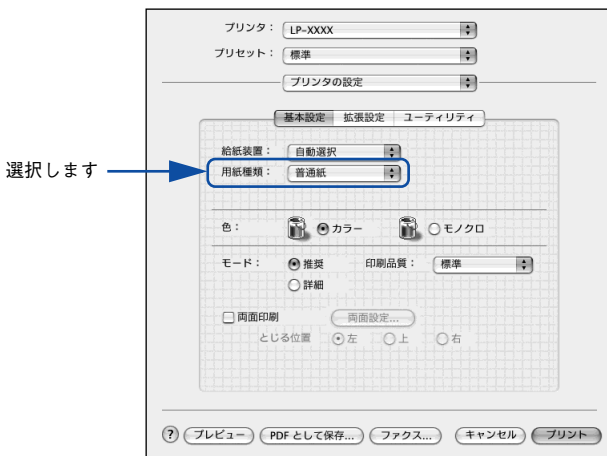 プリンタ： LP-XXXX
プリセット： 標準
プリンタの設定
基本設定 拡張設定 ユーティリティ
給紙装置： 自動選択
選択します
用紙種類： 普通紙
色： カラー モノクロ
モード： 推奨 印刷品質： 標準
詳細
両面印刷 両面設定...
とじる位置 左 上 右
? プレビュー PDF として保存... ファクス... キャンセル プリント